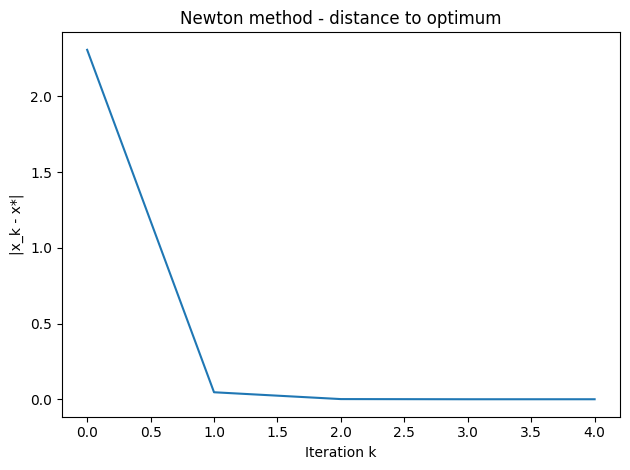 Newton method - distance to optimum
|x_k - x*|
2.0
1.5
1.0
0.5
0.0
0.0 0.5 1.0 1.5 2.0 2.5 3.0 3.5 4.0
Iteration k